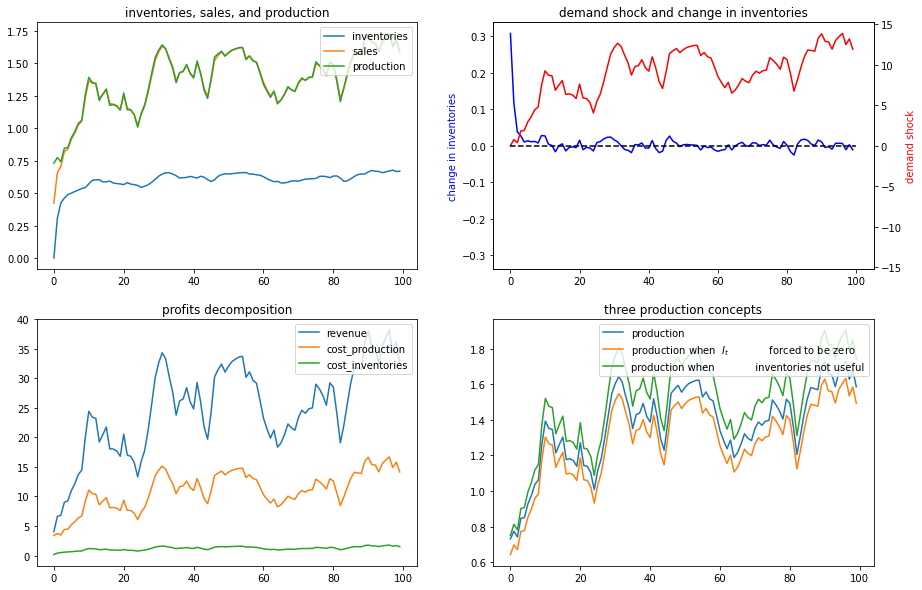 inventories, sales, and production
inventories
sales
production
1.75
1.50
1.25
1.00
0.75
0.50
0.25
0.00
0 20 40 60 80 100
demand shock and change in inventories
change in inventories
0.3
0.2
0.1
0.0
−0.1
−0.2
−0.3
15
10
5
0
−5
−10
−15
demand shock
0 20 40 60 80 100
profits decomposition
revenue
cost_production
cost_inventories
40
35
30
25
20
15
10
5
0
0 20 40 60 80 100
three production concepts
production
production when I_t forced to be zero
production when inventories not useful
1.8
1.6
1.4
1.2
1.0
0.8
0.6
0 20 40 60 80 100